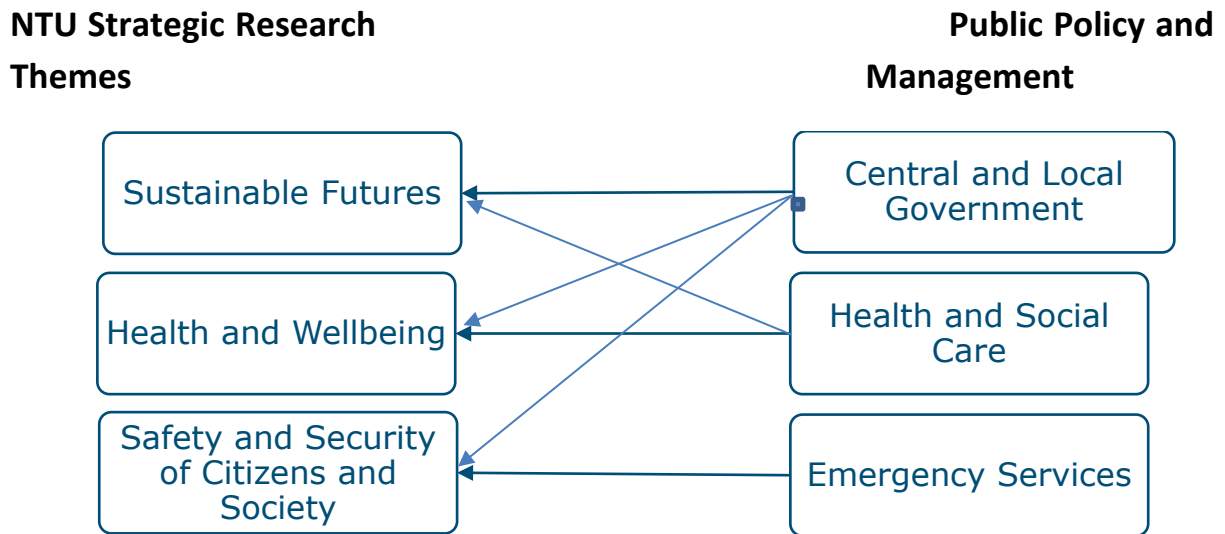 NTU Strategic Research
Themes
Public Policy and
Management
Sustainable Futures
Central and Local
Government
Health and Wellbeing
Health and Social
Care
Safety and Security
of Citizens and
Society
Emergency Services